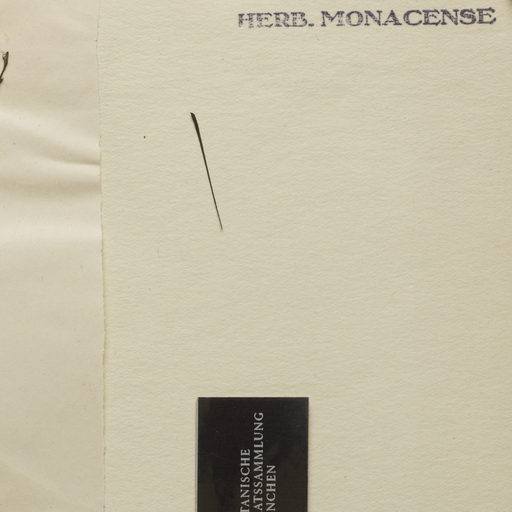 HERB. MONACENSE
TANISCHE
ATSSAMMLUNG
NCHEN